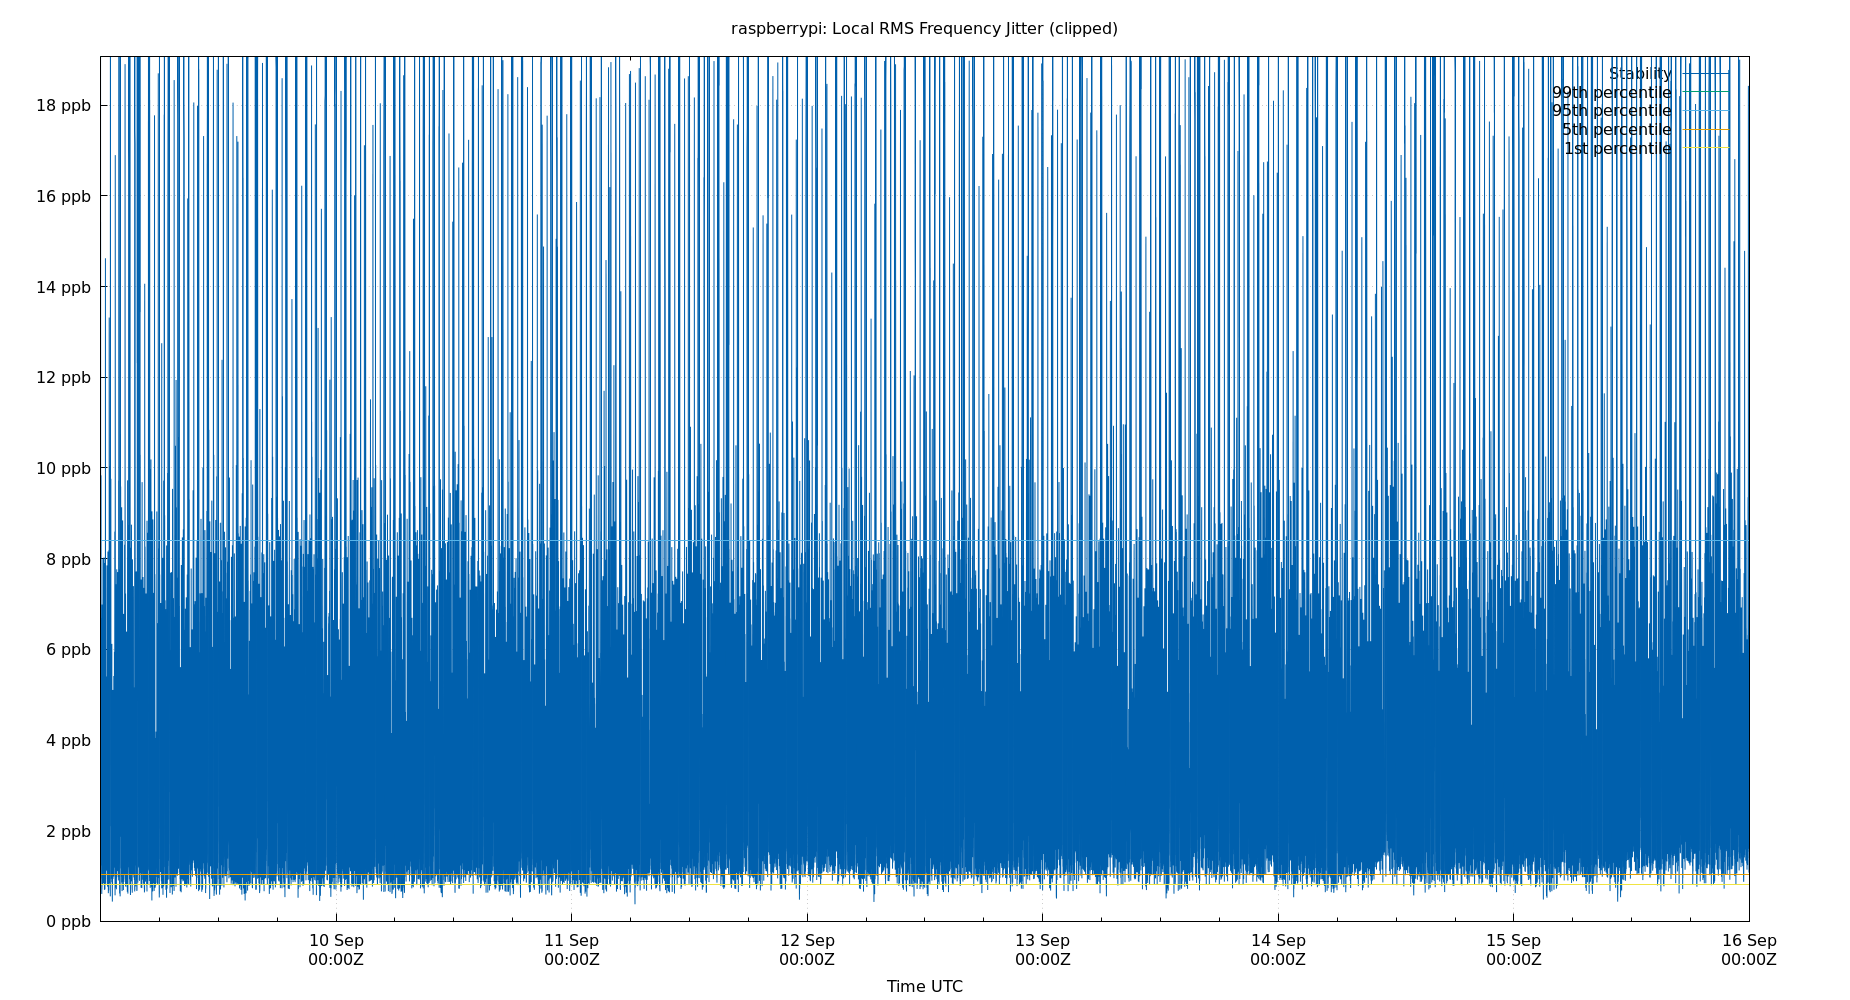 raspberrypi: Local RMS Frequency Jitter (clipped)
Stability
18 ppb
99th percentile
95th percentile
5th percentile
1st percentile
16 ppb
14 ppb
12 ppb
10 ppb
8 ppb
6 ppb
4 ppb
2 ppb
0 ppb
10 Sep 11 Sep 12 Sep 13 Sep 14 Sep 15 Sep 16 Sep
00:00Z 00:00Z 00:00Z 00:00Z 00:00Z 00:00Z 00:00Z
Time UTC